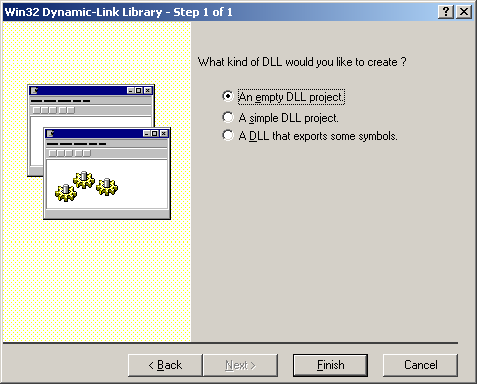 Win32 Dynamic-Link Library - Step 1 of 1
What kind of DLL would you like to create ?
An empty DLL project.
A simple DLL project.
A DLL that exports some symbols.
< Back
Next >
Finish
Cancel